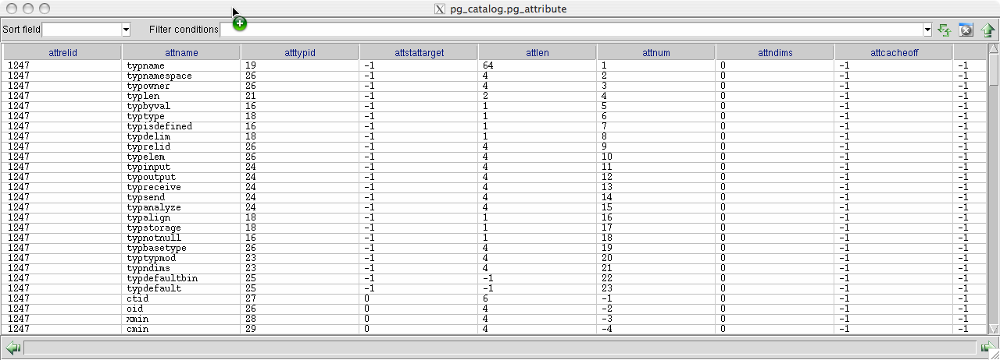 pg_catalog.pg_attribute
Sort field Filter conditions
attrelid attname atttypid attstattarget attlen attnum attndims attcacheoff
1247 typname 19 -1 64 1 0 -1 -1
1247 typnamespace 26 -1 4 2 0 -1 -1
1247 typowner 26 -1 4 3 0 -1 -1
1247 typlen 21 -1 2 4 0 -1 -1
1247 typbyval 16 -1 1 5 0 -1 -1
1247 typtype 18 -1 1 6 0 -1 -1
1247 typisdefined 16 -1 1 7 0 -1 -1
1247 typdelim 18 -1 1 8 0 -1 -1
1247 typrelid 26 -1 4 9 0 -1 -1
1247 typelem 26 -1 4 10 0 -1 -1
1247 typinput 24 -1 4 11 0 -1 -1
1247 typoutput 24 -1 4 12 0 -1 -1
1247 typreceive 24 -1 4 13 0 -1 -1
1247 typsend 24 -1 4 14 0 -1 -1
1247 typanalyze 24 -1 4 15 0 -1 -1
1247 typalign 18 -1 1 16 0 -1 -1
1247 typstorage 18 -1 1 17 0 -1 -1
1247 typnotnull 16 -1 1 18 0 -1 -1
1247 typbasetype 26 -1 4 19 0 -1 -1
1247 typtypmod 23 -1 4 20 0 -1 -1
1247 typndims 23 -1 4 21 0 -1 -1
1247 typdefaultbin 25 -1 -1 22 0 -1 -1
1247 typdefault 25 -1 -1 23 0 -1 -1
1247 ctid 27 0 6 -1 0 -1 -1
1247 oid 26 0 4 -2 0 -1 -1
1247 xmin 28 0 4 -3 0 -1 -1
1247 cmin 29 0 4 -4 0 -1 -1